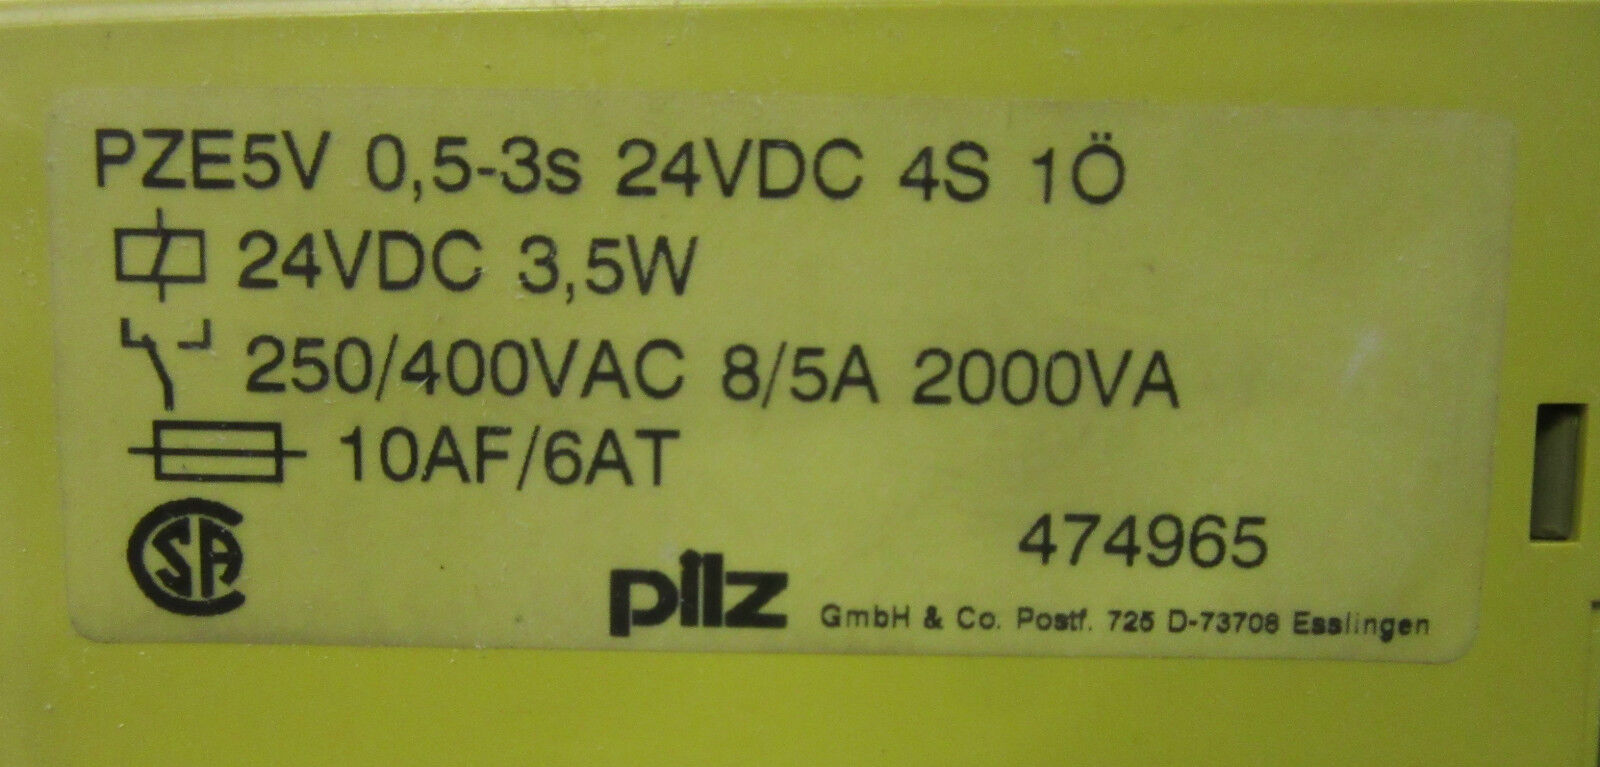 PZE5V 0,5-3s 24VDC 4S 1Ö
24VDC 3,5W
250/400VAC 8/5A 2000VA
10AF/6AT
CSA
474965
pilz GmbH & Co. Postf. 725 D-73708 Esslingen